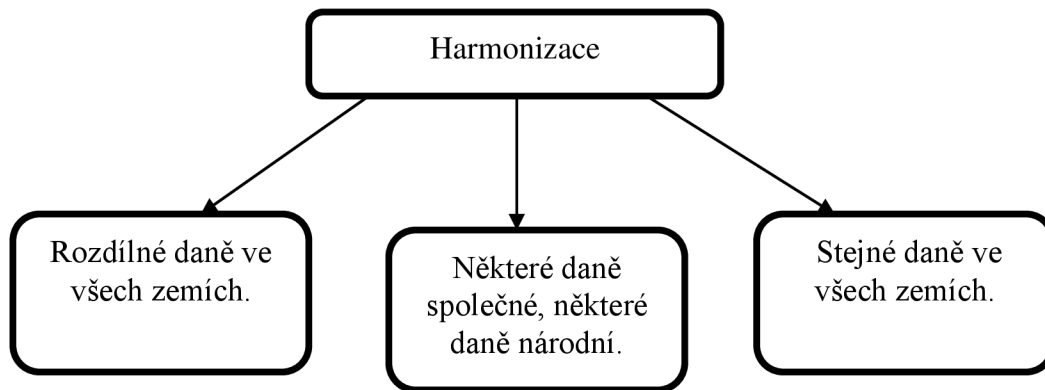 Harmonizace
Rozdílné daně ve
všech zemích.
Některé daně
společné, některé
daně národní.
Stejné daně ve
všech zemích.